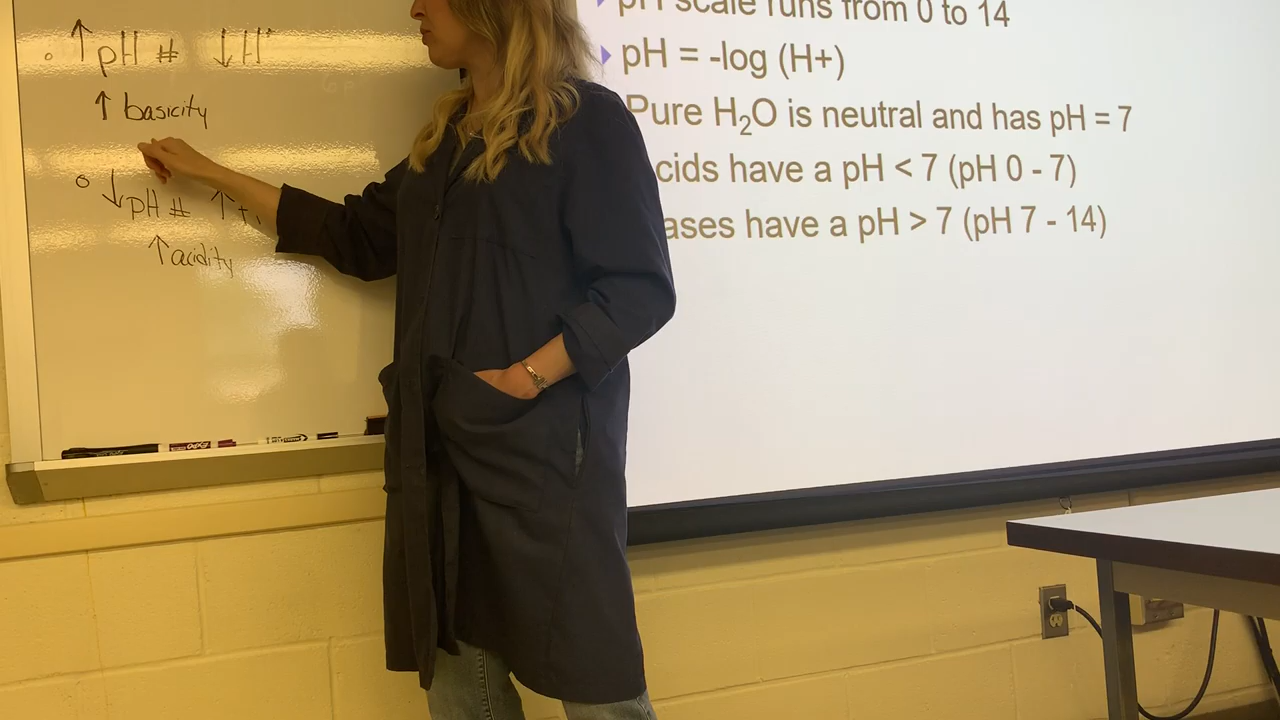 ↑pH # ↓H⁺
↑ basicity
↓pH # ↑
↑acidity
pH scale runs from 0 to 14
pH = -log (H+)
Pure H₂O is neutral and has pH = 7
cids have a pH < 7 (pH 0 - 7)
ases have a pH > 7 (pH 7 - 14)
EXPO